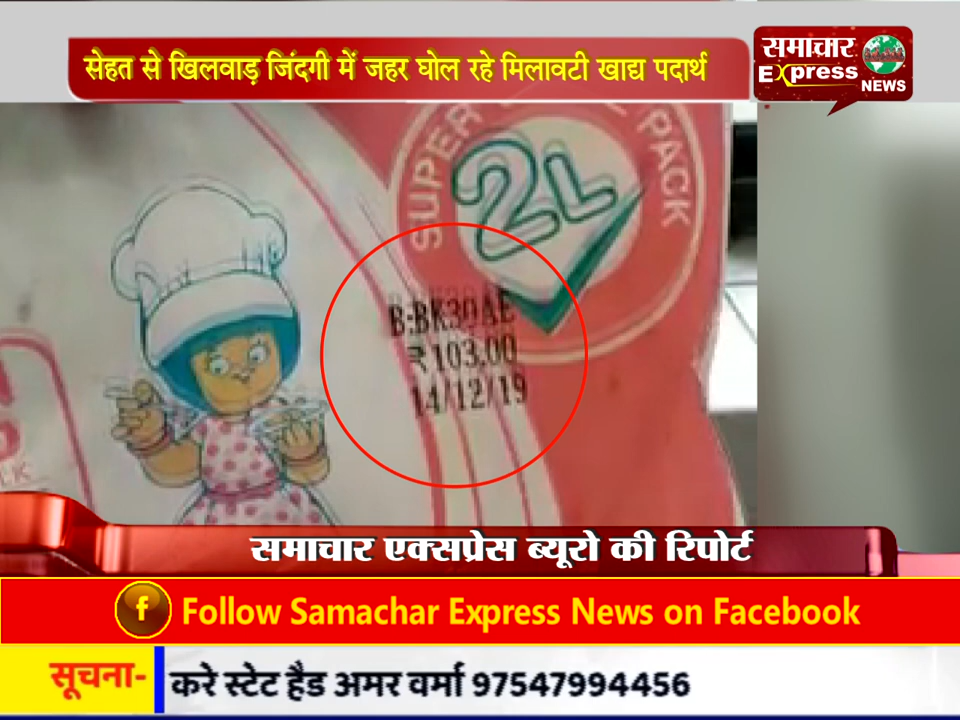 सेहत से खिलवाड़ जिंदगी में जहर घोल रहे मिलावटी खाद्य पदार्थ
समाचार
Express
NEWS
SUPER
PACK
2L
B:BK30AE
₹103.00
14/12/19
समाचार एक्सप्रेस ब्यूरो की रिपोर्ट
f Follow Samachar Express News on Facebook
सूचना- करे स्टेट हैड अमर वर्मा 97547994456